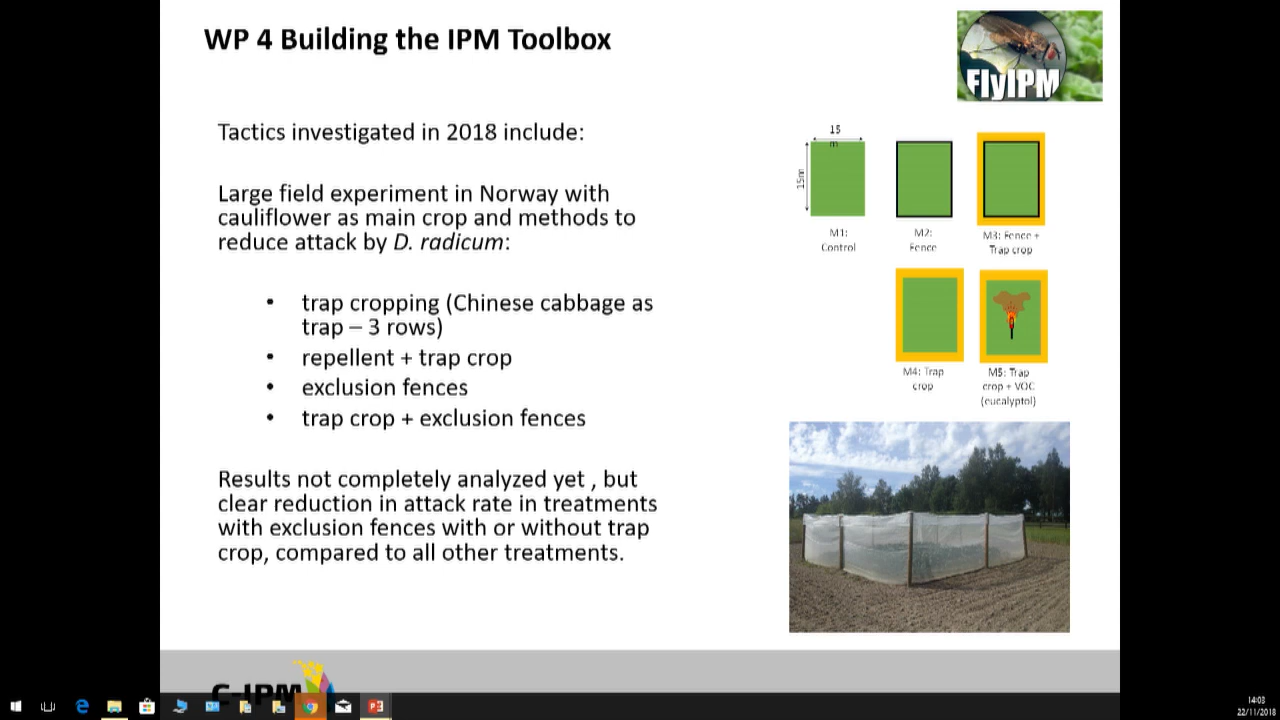 WP 4 Building the IPM Toolbox
FlyIPM
Tactics investigated in 2018 include:
Large field experiment in Norway with
cauliflower as main crop and methods to
reduce attack by D. radicum:
• trap cropping (Chinese cabbage as
trap – 3 rows)
• repellent + trap crop
• exclusion fences
• trap crop + exclusion fences
Results not completely analyzed yet , but
clear reduction in attack rate in treatments
with exclusion fences with or without trap
crop, compared to all other treatments.
15
m
15m
M1:
Control
M2:
Fence
M3: Fence +
Trap crop
M4: Trap
crop
M5: Trap
crop + VOC
(eucalyptol)
C-IPM
14:03
22/11/2018